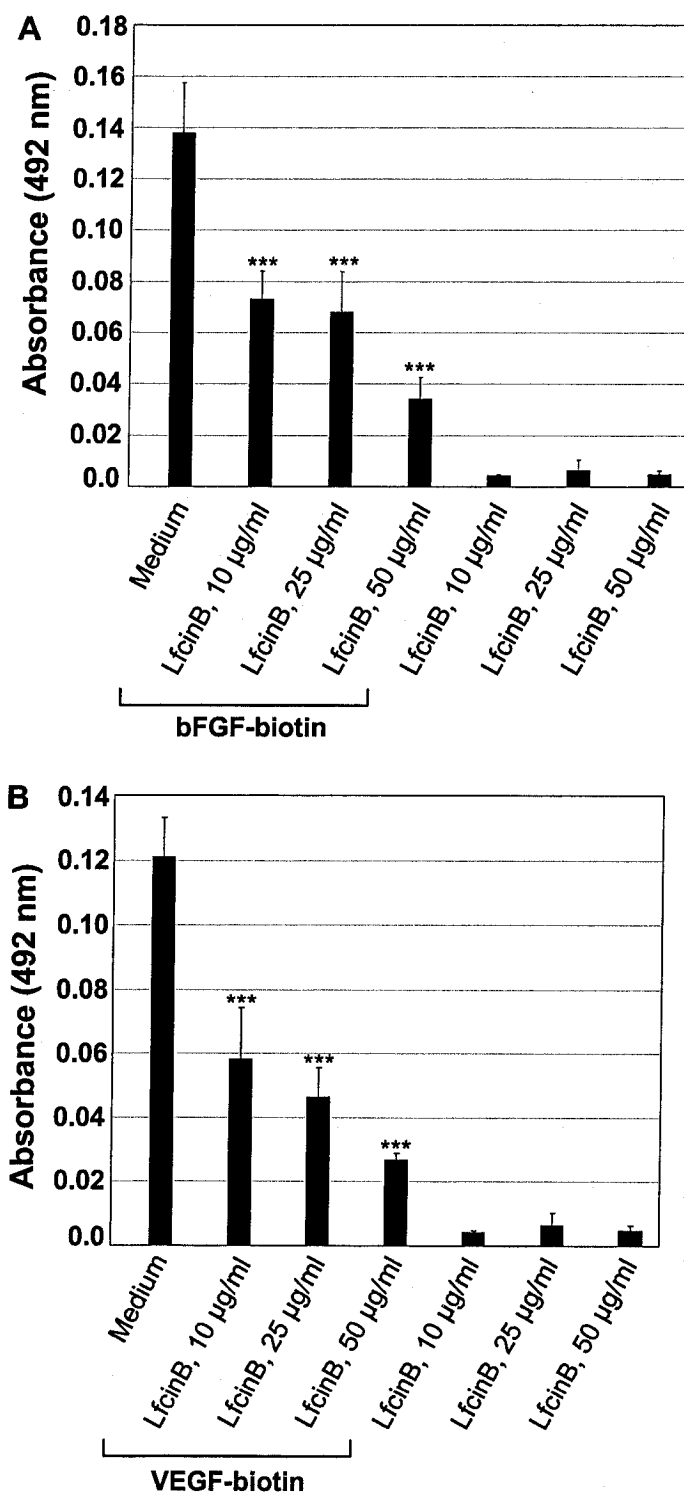 A
0.18
0.16
0.14
0.12
0.10
0.08
0.06
0.04
0.02
0.0
Absorbance (492 nm)
***
***
***
Medium
LfcinB, 10 µg/ml
LfcinB, 25 µg/ml
LfcinB, 50 µg/ml
LfcinB, 10 µg/ml
LfcinB, 25 µg/ml
LfcinB, 50 µg/ml
bFGF-biotin
B
0.14
0.12
0.10
0.08
0.06
0.04
0.02
0.0
Absorbance (492 nm)
***
***
***
Medium
LfcinB, 10 µg/ml
LfcinB, 25 µg/ml
LfcinB, 50 µg/ml
LfcinB, 10 µg/ml
LfcinB, 25 µg/ml
LfcinB, 50 µg/ml
VEGF-biotin